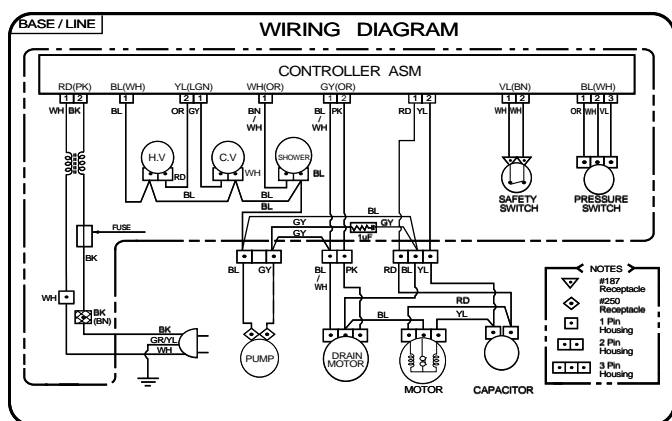 BASE / LINE
WIRING DIAGRAM
CONTROLLER ASM
RD(PK) BL(WH) YL(LGN) WH(OR) GY(OR) VL(BN) BL(WH)
1 2 1 2 1 1 1 2 1 2 1 2 1 2 3
WH BK BL OR GY BN / WH BL / WH PK RD YL WH WH OR WH VL
H.V C.V SHOWER
RD WH BL
BL BL
SAFETY SWITCH
PRESSURE SWITCH
BL
BL
FUSE
GY GY
1uF
GY
BK
BL GY BL / WH PK RD BL YL
WH
BK (BN)
BK
GR/YL
WH
BL
RD
YL
PUMP
DRAIN MOTOR
MOTOR
CAPACITOR
NOTES
#187 Receptacle
#250 Receptacle
1 Pin Housing
2 Pin Housing
3 Pin Housing